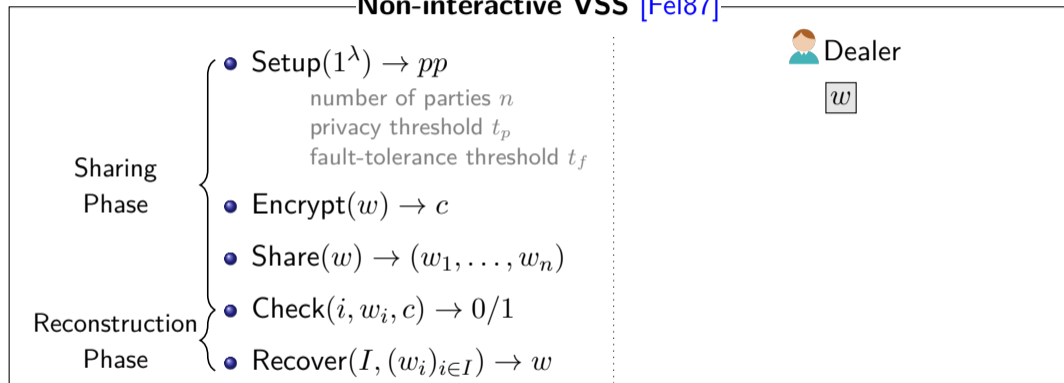 Non-interactive VSS [Fel87]
Setup(1^λ) → pp
number of parties n
privacy threshold t_p
fault-tolerance threshold t_f
Sharing
Phase
Encrypt(w) → c
Share(w) → (w_1, . . . , w_n)
Check(i, w_i, c) → 0/1
Reconstruction
Phase
Recover(I, (w_i)_{i∈I}) → w
Dealer
w